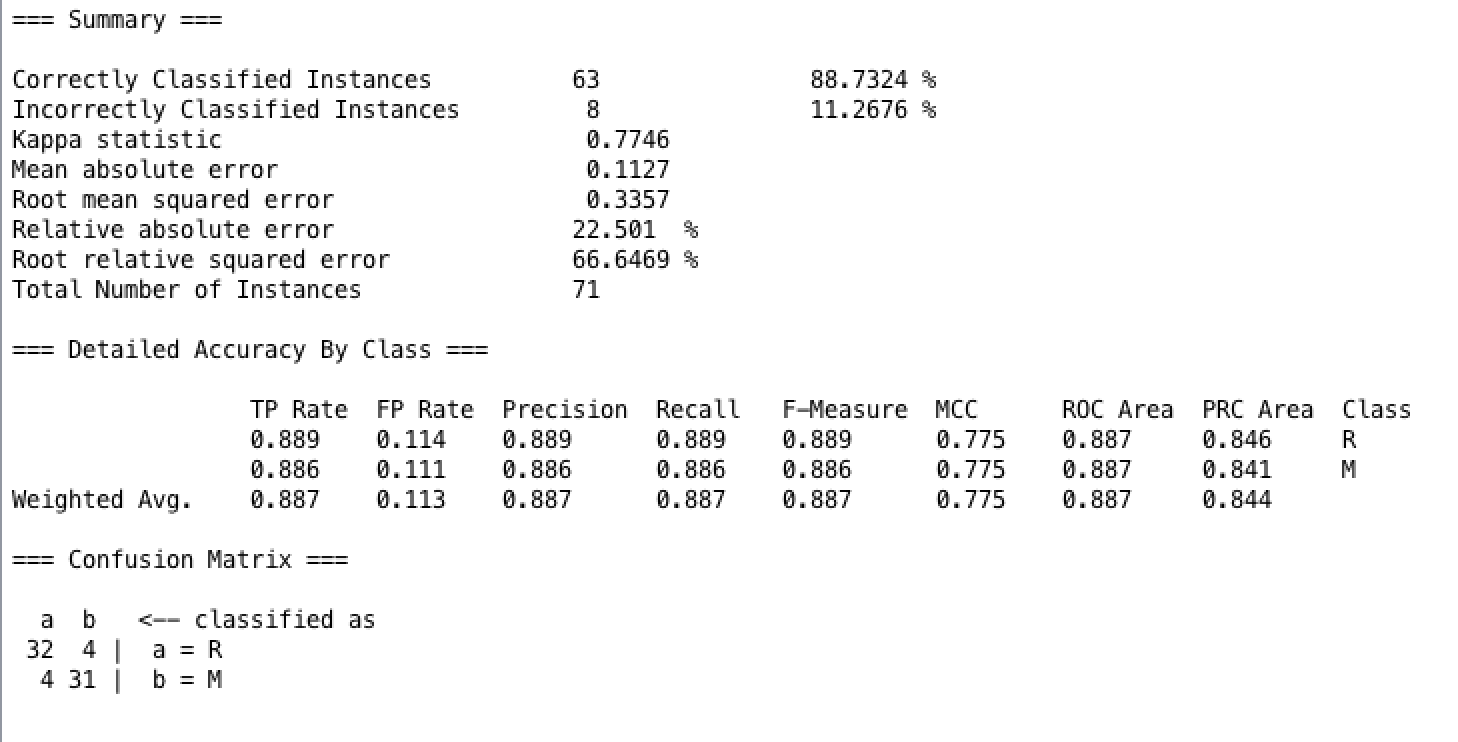 === Summary ===
Correctly Classified Instances 63 88.7324 %
Incorrectly Classified Instances 8 11.2676 %
Kappa statistic 0.7746
Mean absolute error 0.1127
Root mean squared error 0.3357
Relative absolute error 22.501 %
Root relative squared error 66.6469 %
Total Number of Instances 71
=== Detailed Accuracy By Class ===
TP Rate FP Rate Precision Recall F-Measure MCC ROC Area PRC Area Class
0.889 0.114 0.889 0.889 0.889 0.775 0.887 0.846 R
0.886 0.111 0.886 0.886 0.886 0.775 0.887 0.841 M
Weighted Avg. 0.887 0.113 0.887 0.887 0.887 0.775 0.887 0.844
=== Confusion Matrix ===
a b <-- classified as
32 4 | a = R
4 31 | b = M